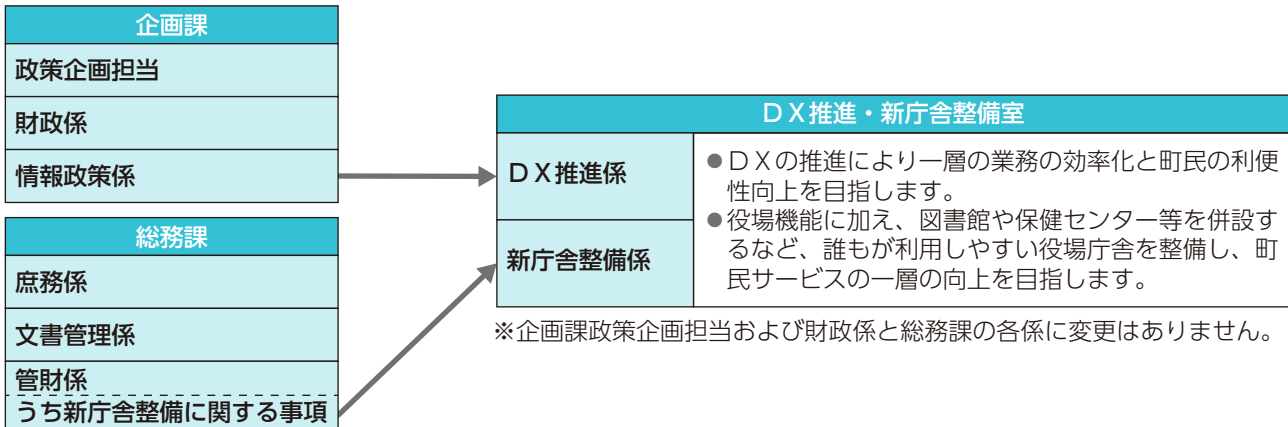 企画課
政策企画担当
財政係
情報政策係
総務課
庶務係
文書管理係
管財係
うち新庁舎整備に関する事項
ＤＸ推進・新庁舎整備室
ＤＸ推進係
新庁舎整備係
●ＤＸの推進により一層の業務の効率化と町民の利便
性向上を目指します。
●役場機能に加え、図書館や保健センター等を併設す
るなど、誰もが利用しやすい役場庁舎を整備し、町
民サービスの一層の向上を目指します。
※企画課政策企画担当および財政係と総務課の各係に変更はありません。